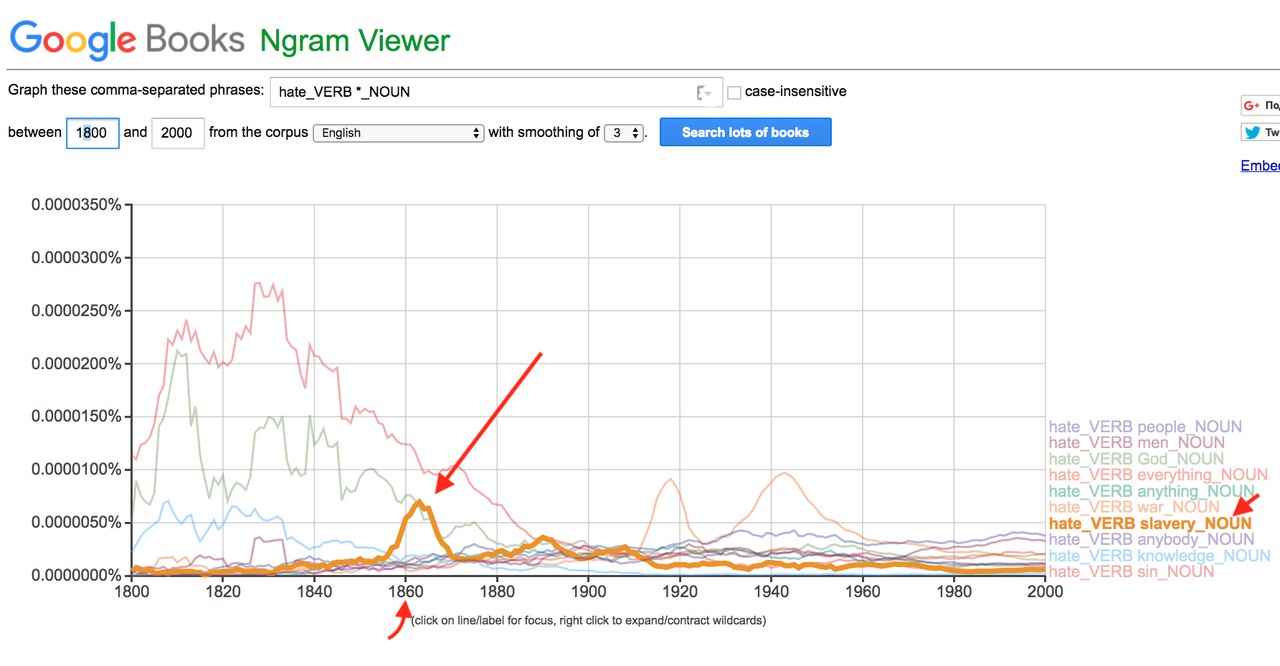 Google Books Ngram Viewer
Graph these comma-separated phrases: hate_VERB *_NOUN case-insensitive
between 1800 and 2000 from the corpus English with smoothing of 3 . Search lots of books
G+ По
Tw
Embed
0.0000350%
0.0000300%
0.0000250%
0.0000200%
0.0000150%
0.0000100%
0.0000050%
0.0000000%
hate_VERB people_NOUN
hate_VERB men_NOUN
hate_VERB God_NOUN
hate_VERB everything_NOUN
hate_VERB anything_NOUN
hate_VERB war_NOUN
hate_VERB slavery_NOUN
hate_VERB anybody_NOUN
hate_VERB knowledge_NOUN
hate_VERB sin_NOUN
1800 1820 1840 1860 1880 1900 1920 1940 1960 1980 2000
(click on line/label for focus, right click to expand/contract wildcards)